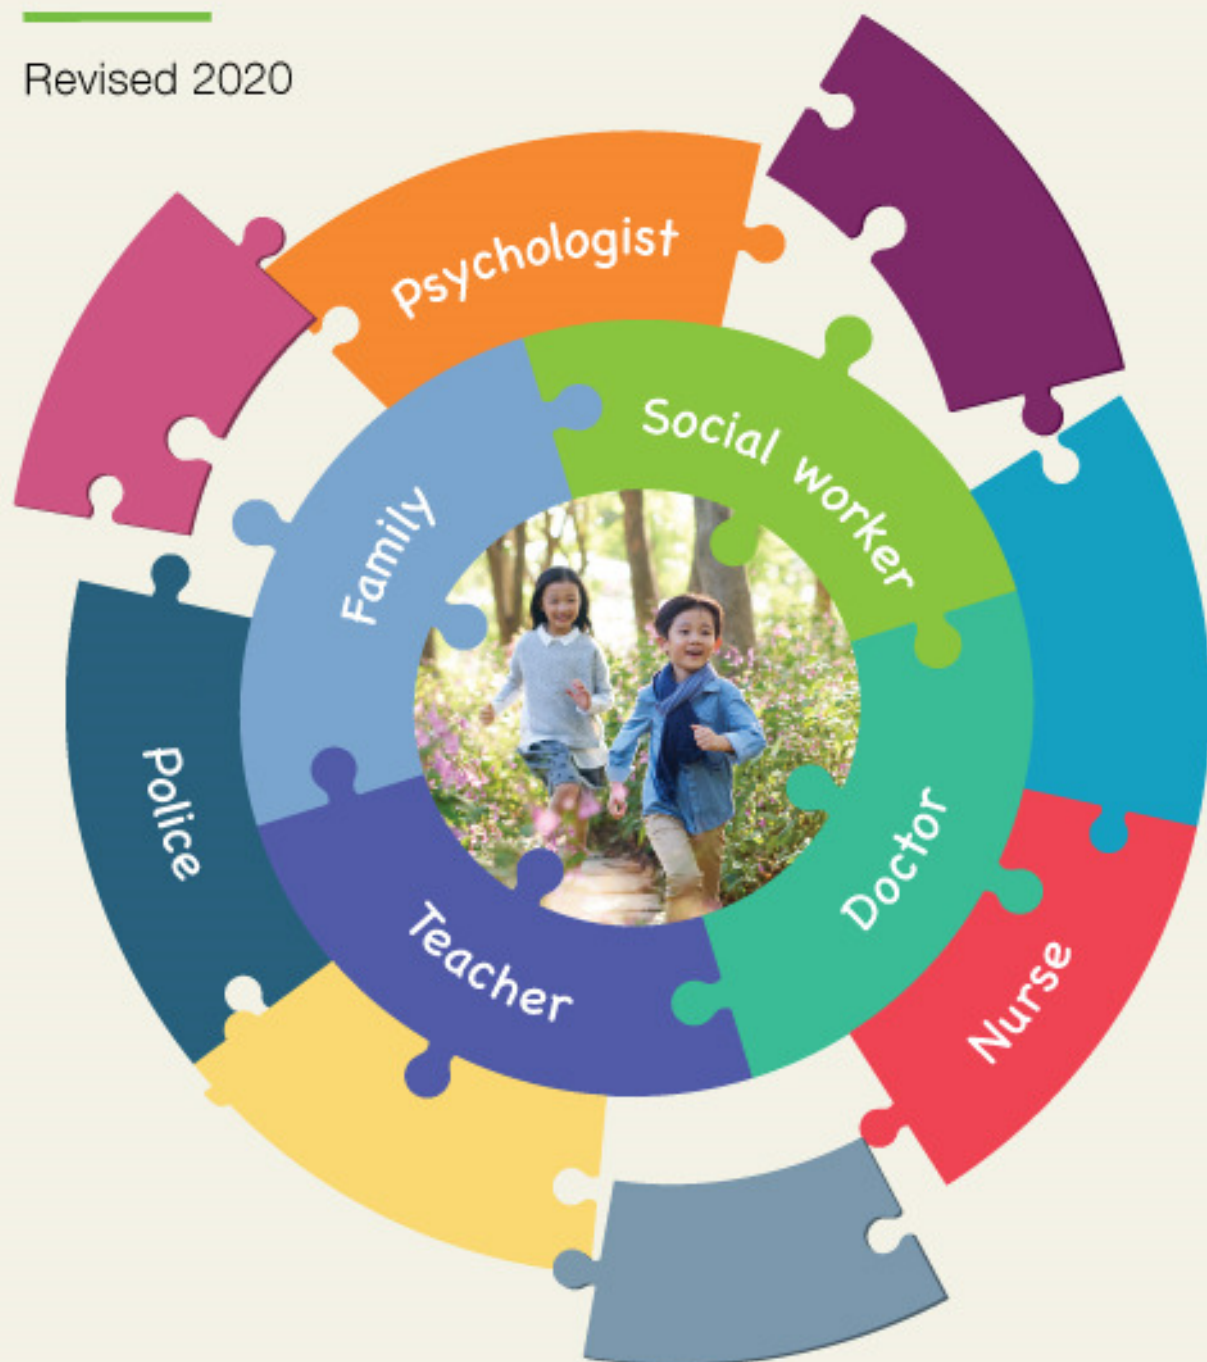 Revised 2020
Psychologist
Social worker
Family
Police
Doctor
Teacher
Nurse